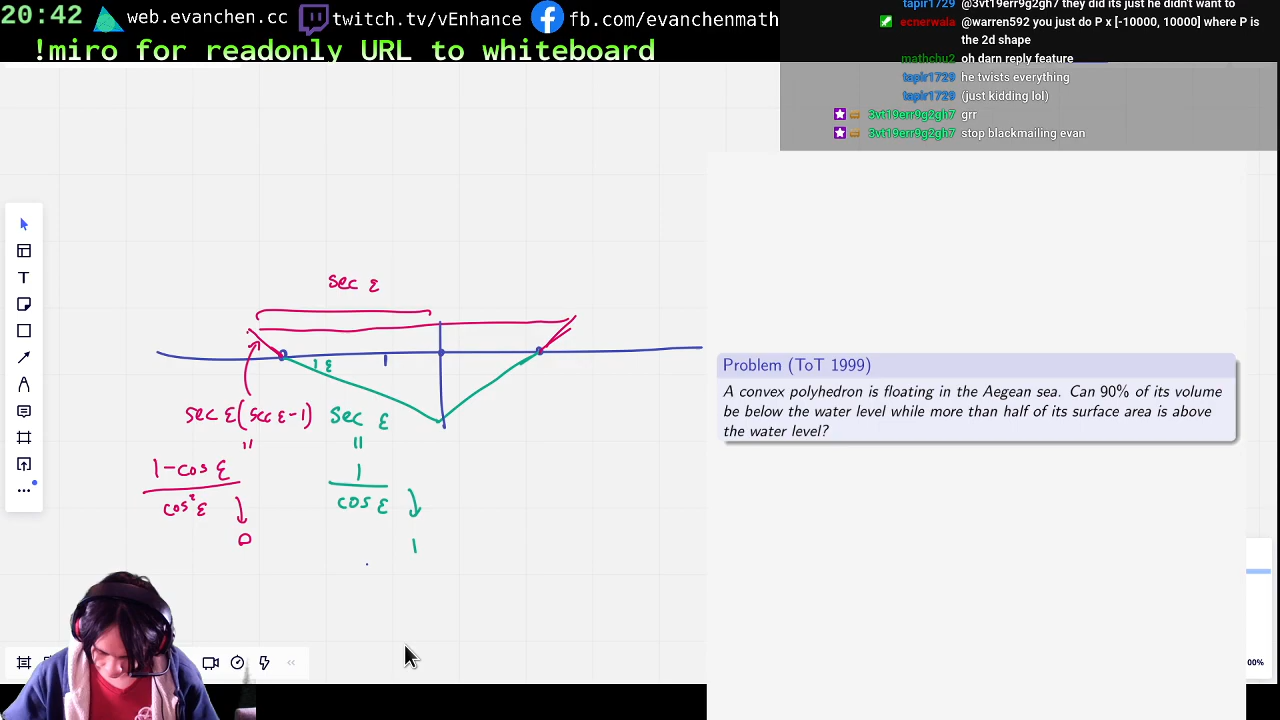 20:42 web.evanchen.cc twitch.tv/vEnhance fb.com/evanchenmath
!miro for readonly URL to whiteboard
tapir1729 @3vt19err9g2gh7 they did its just he didn't want to
ecnerwala @warren592 you just do P x [-10000, 10000] where P is
the 2d shape
mathchu2 oh darn reply feature
tapir1729 he twists everything
tapir1729 (just kidding lol)
3vt19err9g2gh7 grr
3vt19err9g2gh7 stop blackmailing evan
sec ε
ε
1
sec ε(sec ε-1) sec ε
=
=
1-cos ε
cos² ε
0
1
cos ε
1
Problem (ToT 1999)
A convex polyhedron is floating in the Aegean sea. Can 90% of its volume
be below the water level while more than half of its surface area is above
the water level?
00%